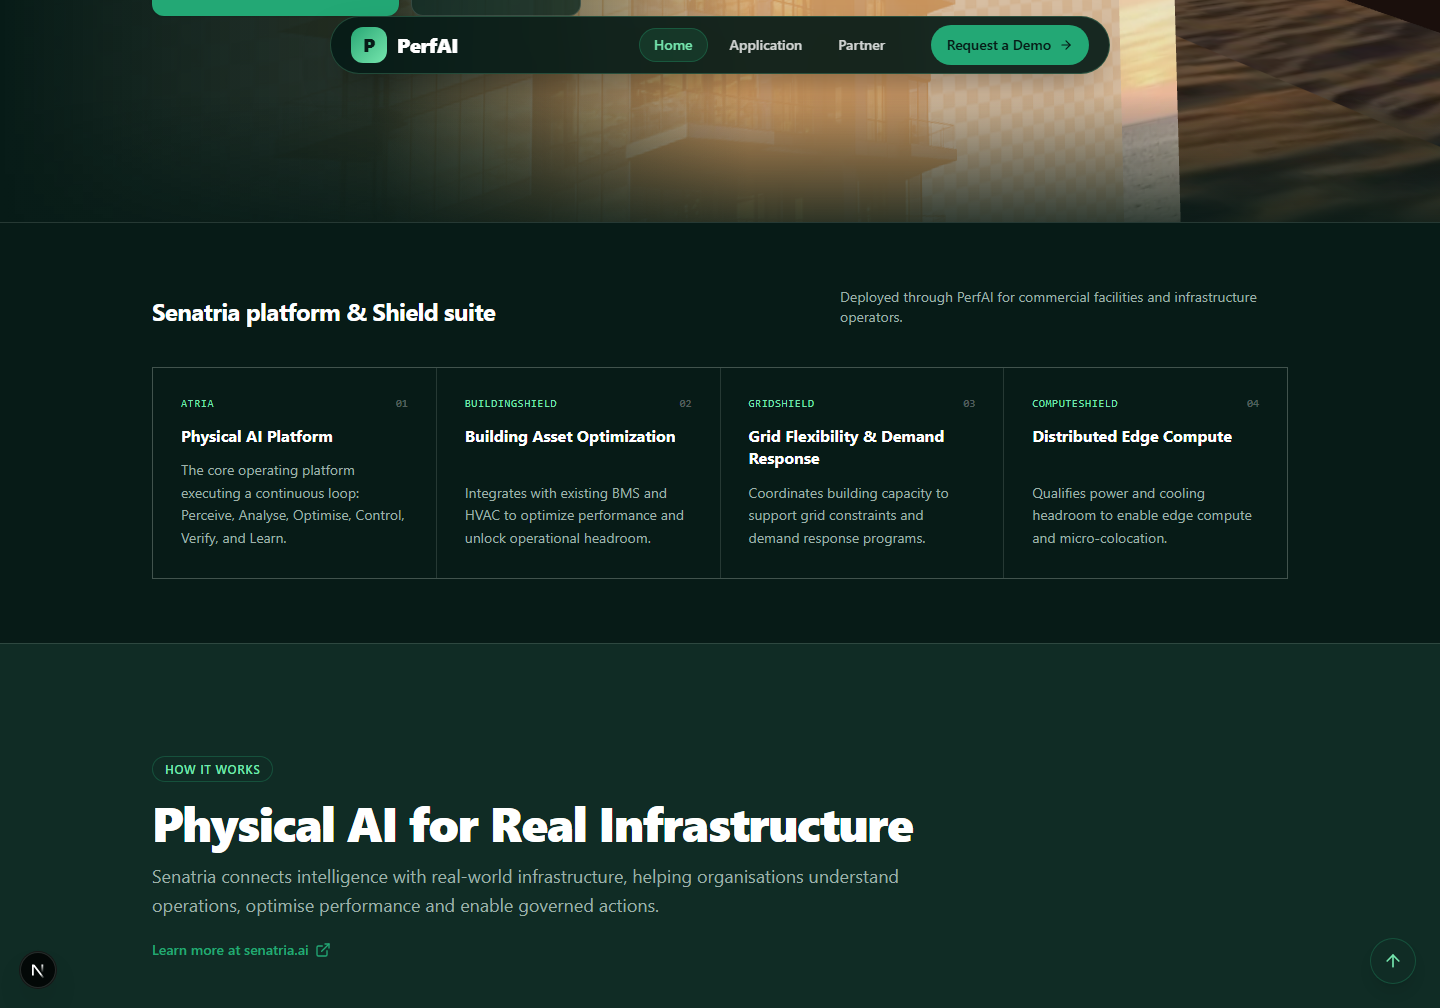 P PerfAI
Home
Application
Partner
Request a Demo
Senatria platform & Shield suite
Deployed through PerfAI for commercial facilities and infrastructure
operators.
ATRIA
01
Physical AI Platform
The core operating platform
executing a continuous loop:
Perceive, Analyse, Optimise, Control,
Verify, and Learn.
BUILDINGSHIELD
02
Building Asset Optimization
Integrates with existing BMS and
HVAC to optimize performance and
unlock operational headroom.
GRIDSHIELD
03
Grid Flexibility & Demand
Response
Coordinates building capacity to
support grid constraints and
demand response programs.
COMPUTESHIELD
04
Distributed Edge Compute
Qualifies power and cooling
headroom to enable edge compute
and micro-colocation.
HOW IT WORKS
Physical AI for Real Infrastructure
Senatria connects intelligence with real-world infrastructure, helping organisations understand
operations, optimise performance and enable governed actions.
Learn more at senatria.ai
N